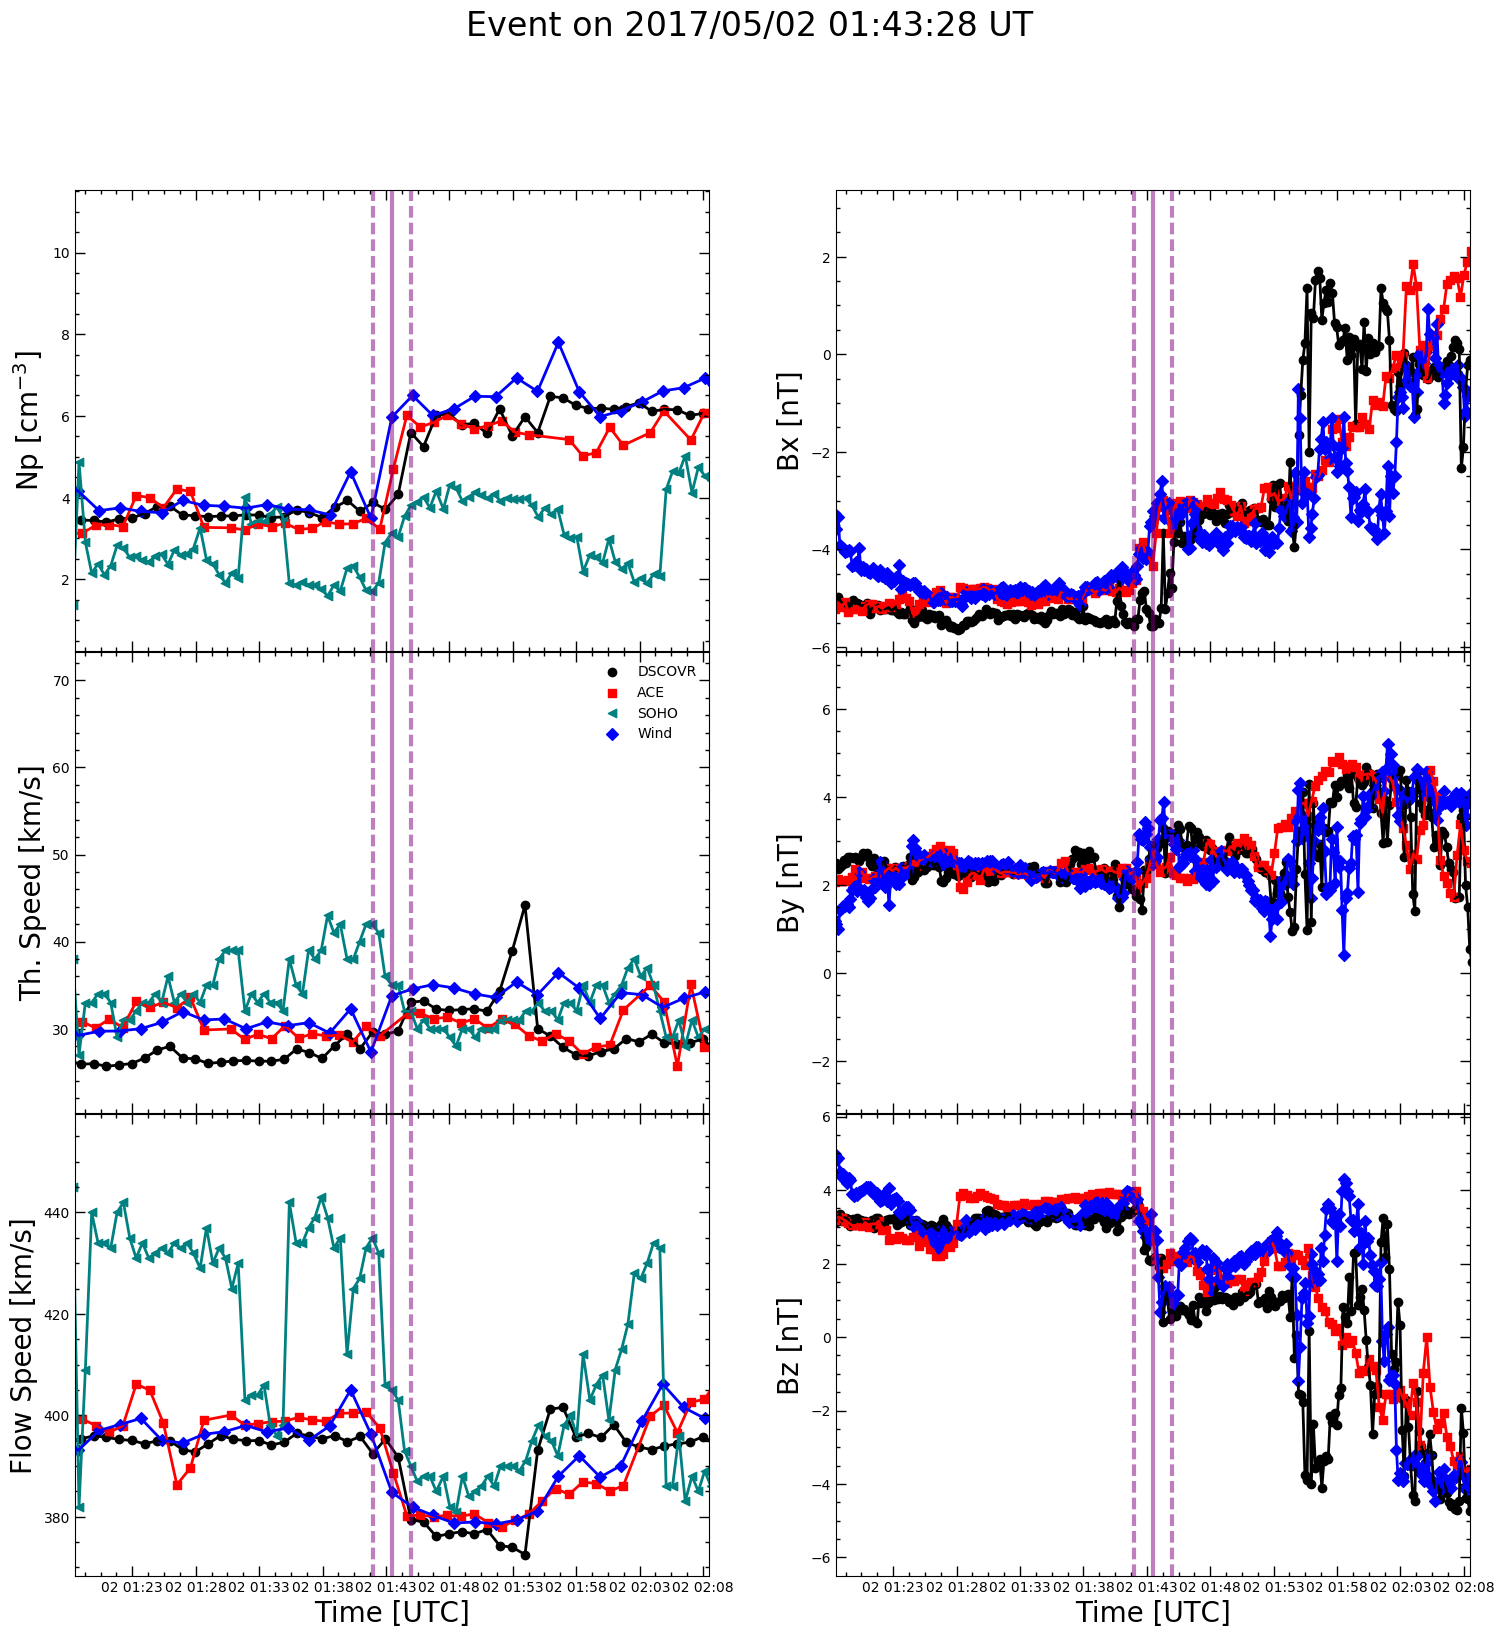 Event on 2017/05/02 01:43:28 UT
Np [cm⁻³]
10
8
6
4
2
Bx [nT]
2
0
−2
−4
−6
Th. Speed [km/s]
70
60
50
40
30
DSCOVR
ACE
SOHO
Wind
By [nT]
6
4
2
0
−2
Flow Speed [km/s]
440
420
400
380
Bz [nT]
6
4
2
0
−2
−4
−6
02 01:23 02 01:28 02 01:33 02 01:38 02 01:43 02 01:48 02 01:53 02 01:58 02 02:03 02 02:08
Time [UTC]
02 01:23 02 01:28 02 01:33 02 01:38 02 01:43 02 01:48 02 01:53 02 01:58 02 02:03 02 02:08
Time [UTC]